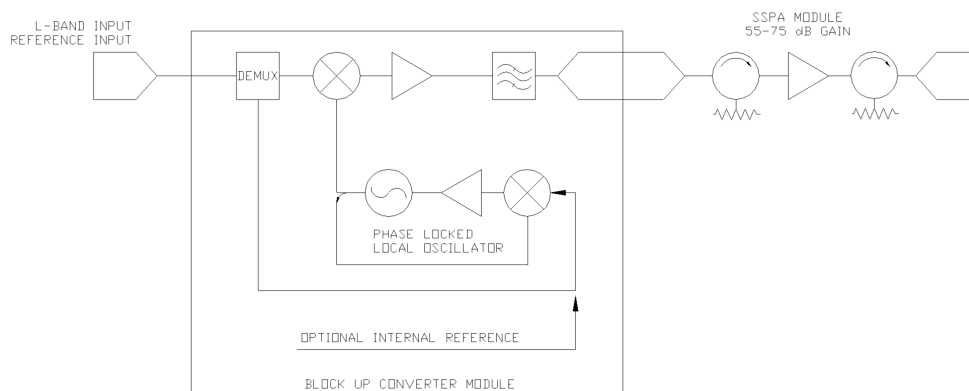 L-BAND INPUT
REFERENCE INPUT
SSPA MODULE
55-75 dB GAIN
DEMUX
PHASE LOCKED
LOCAL OSCILLATOR
OPTIONAL INTERNAL REFERENCE
BLOCK UP CONVERTER MODULE